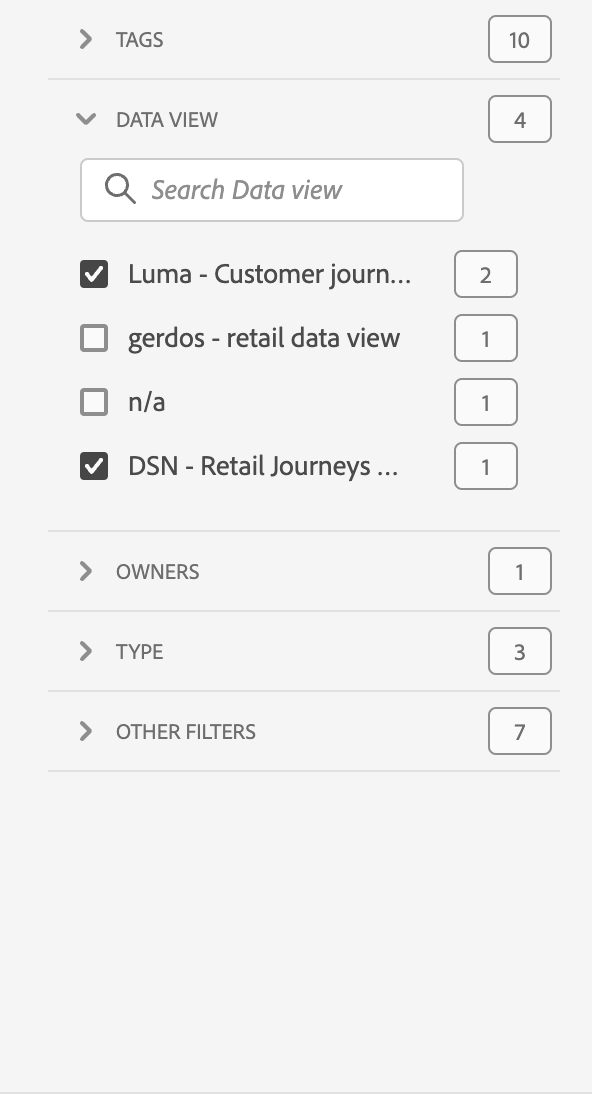 TAGS 10
DATA VIEW 4
Search Data view
Luma - Customer journ... 2
gerdos - retail data view 1
n/a 1
DSN - Retail Journeys ... 1
OWNERS 1
TYPE 3
OTHER FILTERS 7